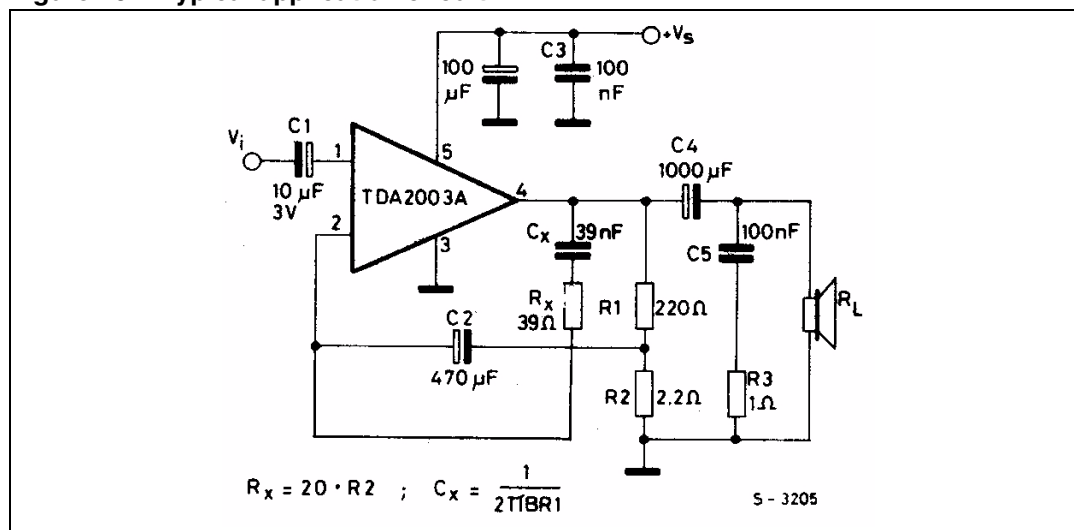 +Vs
C3
100 µF
100 nF
C1
Vi
1
5
10 µF
3V
TDA2003A
4
2
3
C4
1000 µF
Cx
39nF
100nF
C5
Rx
39Ω
R1
220Ω
RL
C2
470 µF
R2
2.2Ω
R3
1Ω
Rx = 20 · R2 ; Cx = 1 / 2πBR1
S - 3205